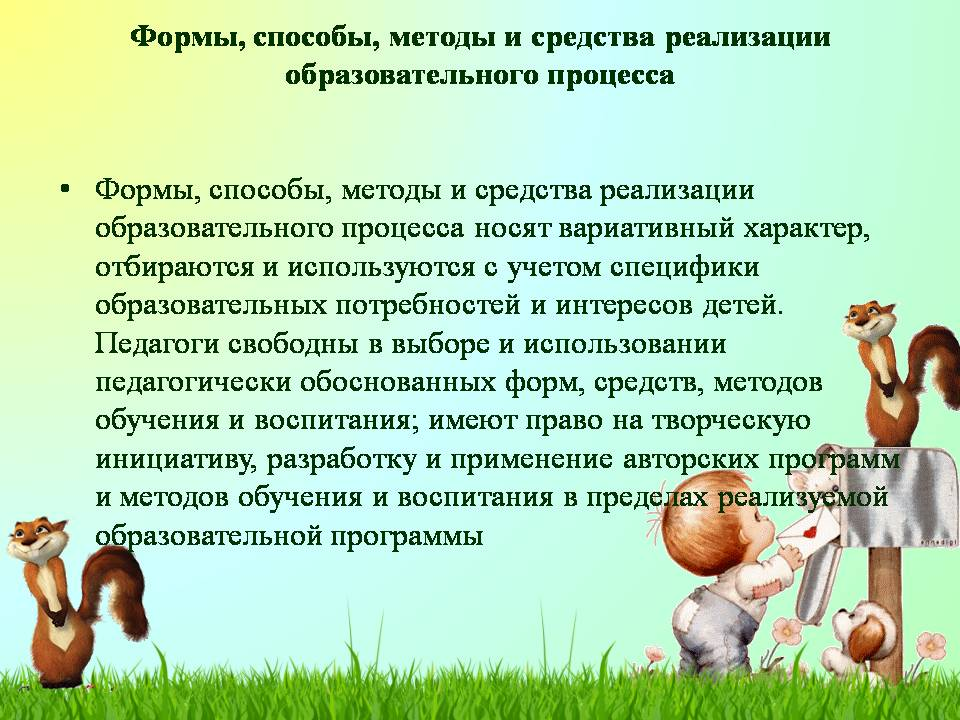 Формы, способы, методы и средства реализации
образовательного процесса
• Формы, способы, методы и средства реализации
образовательного процесса носят вариативный характер,
отбираются и используются с учетом специфики
образовательных потребностей и интересов детей.
Педагоги свободны в выборе и использовании
педагогически обоснованных форм, средств, методов
обучения и воспитания; имеют право на творческую
инициативу, разработку и применение авторских программ
и методов обучения и воспитания в пределах реализуемой
образовательной программы